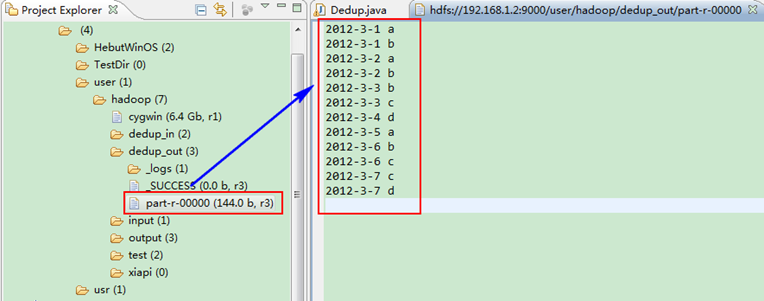 Project Explorer
(4)
HebutWinOS (2)
TestDir (0)
user (1)
hadoop (7)
cygwin (6.4 Gb, r1)
dedup_in (2)
dedup_out (3)
_logs (1)
_SUCCESS (0.0 b, r3)
part-r-00000 (144.0 b, r3)
input (1)
output (3)
test (2)
xiapi (0)
usr (1)
Dedup.java
hdfs://192.168.1.2:9000/user/hadoop/dedup_out/part-r-00000
2012-3-1 a
2012-3-1 b
2012-3-2 a
2012-3-2 b
2012-3-3 b
2012-3-3 c
2012-3-4 d
2012-3-5 a
2012-3-6 b
2012-3-6 c
2012-3-7 c
2012-3-7 d